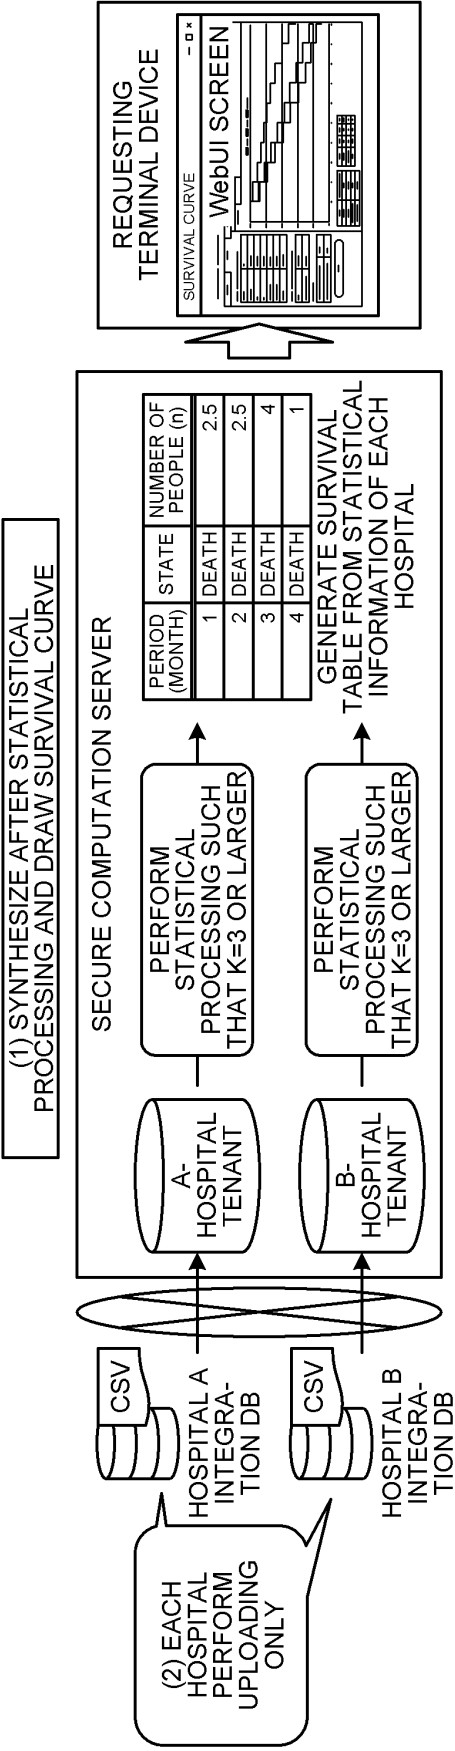 (1) SYNTHESIZE AFTER STATISTICAL
PROCESSING AND DRAW SURVIVAL CURVE
(2) EACH
HOSPITAL
PERFORM
UPLOADING
ONLY
CSV
HOSPITAL A
INTEGRA-
TION DB
CSV
HOSPITAL B
INTEGRA-
TION DB
SECURE COMPUTATION SERVER
A-
HOSPITAL
TENANT
B-
HOSPITAL
TENANT
PERFORM
STATISTICAL
PROCESSING SUCH
THAT K=3 OR LARGER
PERFORM
STATISTICAL
PROCESSING SUCH
THAT K=3 OR LARGER
PERIOD
(MONTH)
STATE
NUMBER OF
PEOPLE (n)
1 DEATH 2.5
2 DEATH 2.5
3 DEATH 4
4 DEATH 1
GENERATE SURVIVAL
TABLE FROM STATISTICAL
INFORMATION OF EACH
HOSPITAL
REQUESTING
TERMINAL DEVICE
SURVIVAL CURVE
WebUI SCREEN